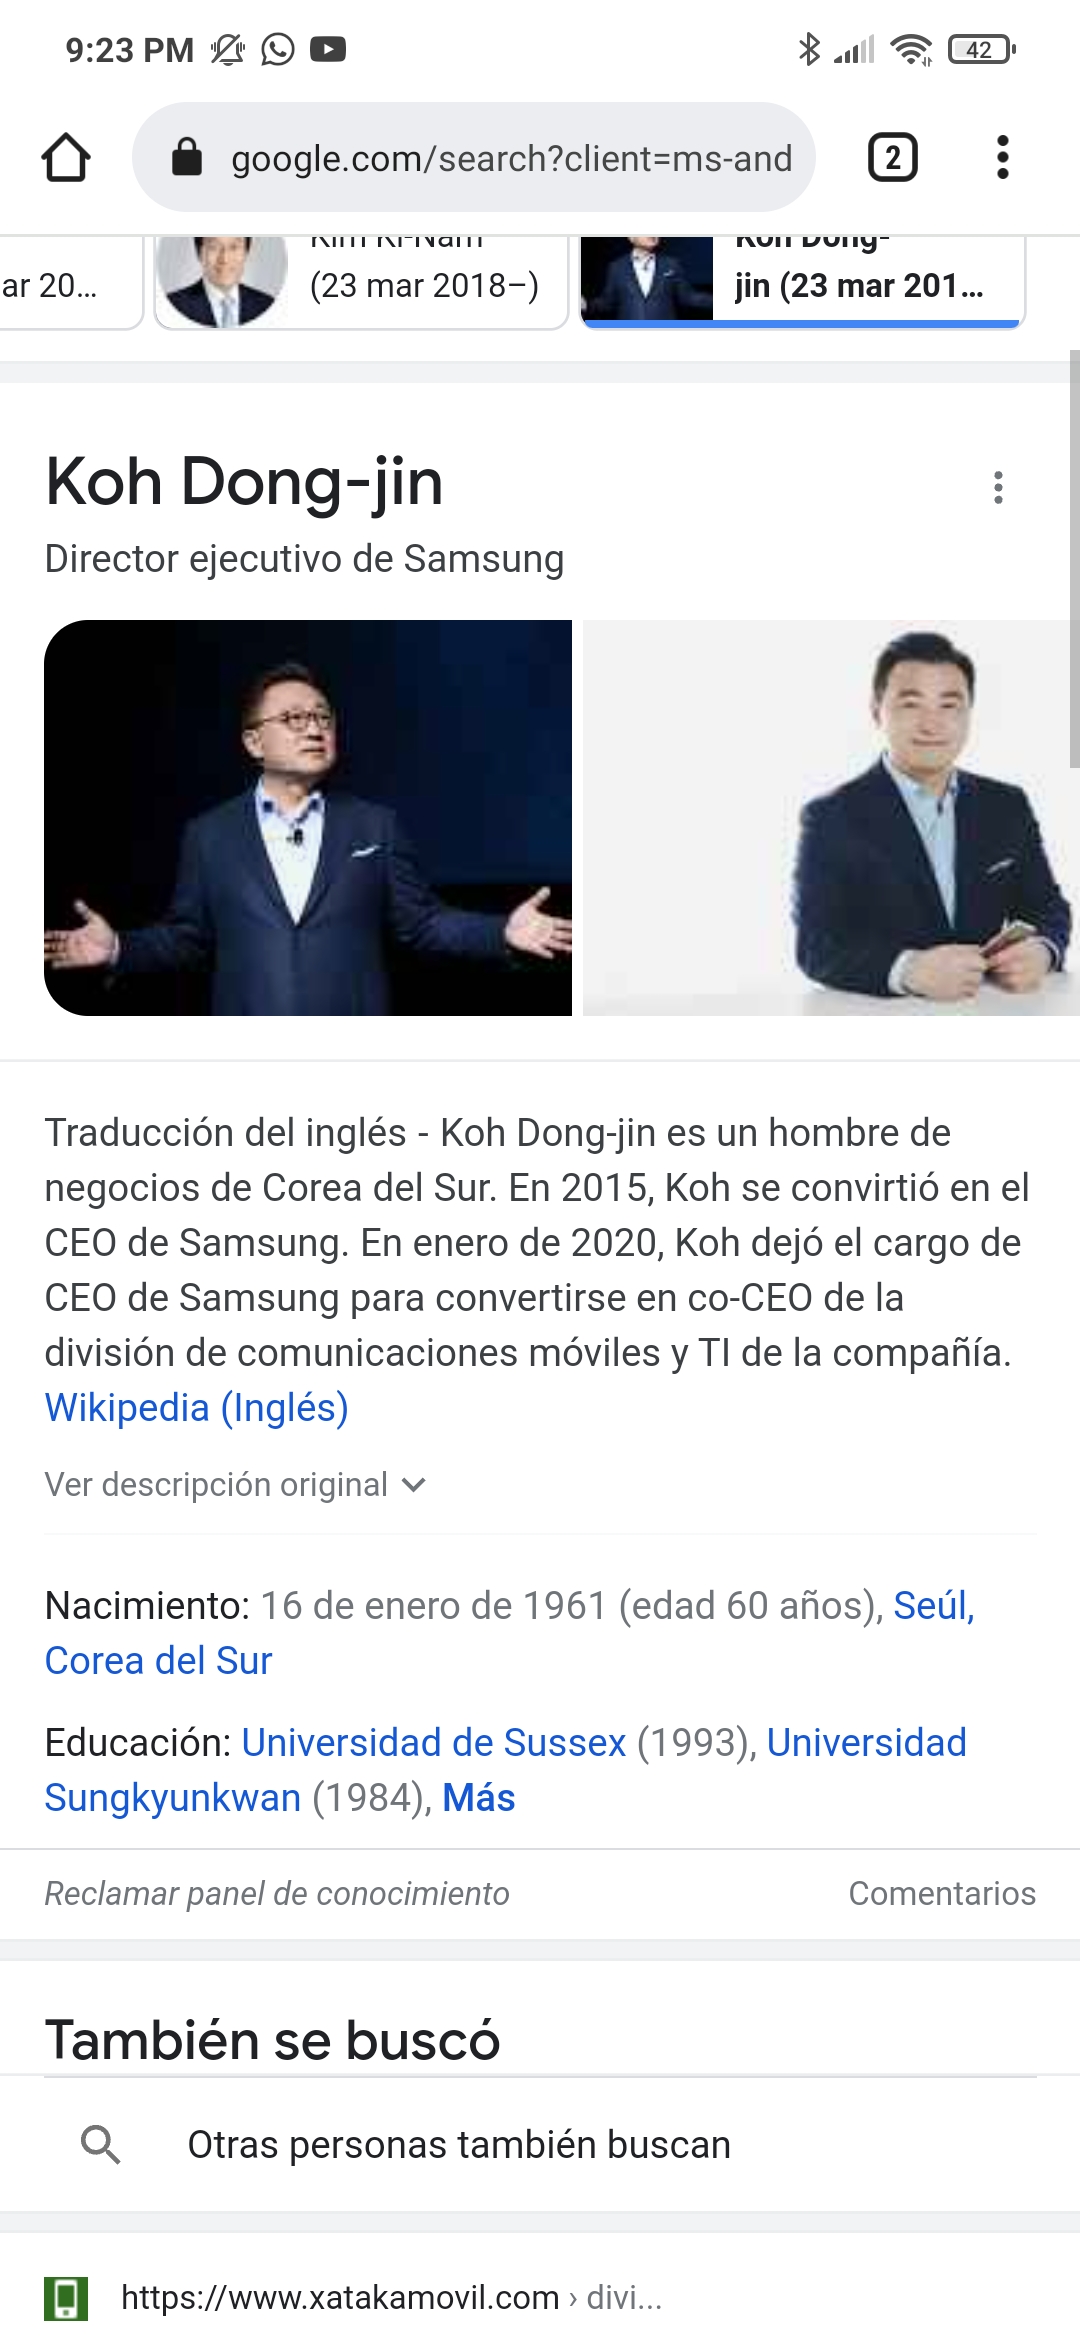 9:23 PM
42
google.com/search?client=ms-and
2
ar 20...
Kim Ki-Nam
(23 mar 2018–)
Koh Dong-
jin (23 mar 201...
Koh Dong-jin
Director ejecutivo de Samsung
Traducción del inglés - Koh Dong-jin es un hombre de
negocios de Corea del Sur. En 2015, Koh se convirtió en el
CEO de Samsung. En enero de 2020, Koh dejó el cargo de
CEO de Samsung para convertirse en co-CEO de la
división de comunicaciones móviles y TI de la compañía.
Wikipedia (Inglés)
Ver descripción original
Nacimiento: 16 de enero de 1961 (edad 60 años), Seúl,
Corea del Sur
Educación: Universidad de Sussex (1993), Universidad
Sungkyunkwan (1984), Más
Reclamar panel de conocimiento
Comentarios
También se buscó
Otras personas también buscan
https://www.xatakamovil.com › divi...